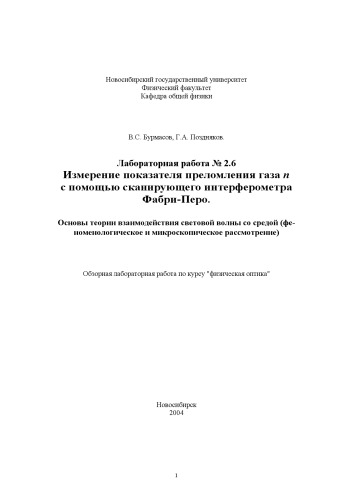 Новосибирский государственный университет
Физический факультет
Кафедра общей физики
В.С. Бурмасов, Г.А. Поздняков.
Лабораторная работа № 2.6
Измерение показателя преломления газа n
с помощью сканирующего интерферометра
Фабри-Перо.
Основы теории взаимодействия световой волны со средой (фе-
номенологическое и микроскопическое рассмотрение)
Обзорная лабораторная работа по курсу "физическая оптика"
Новосибирск
2004
1